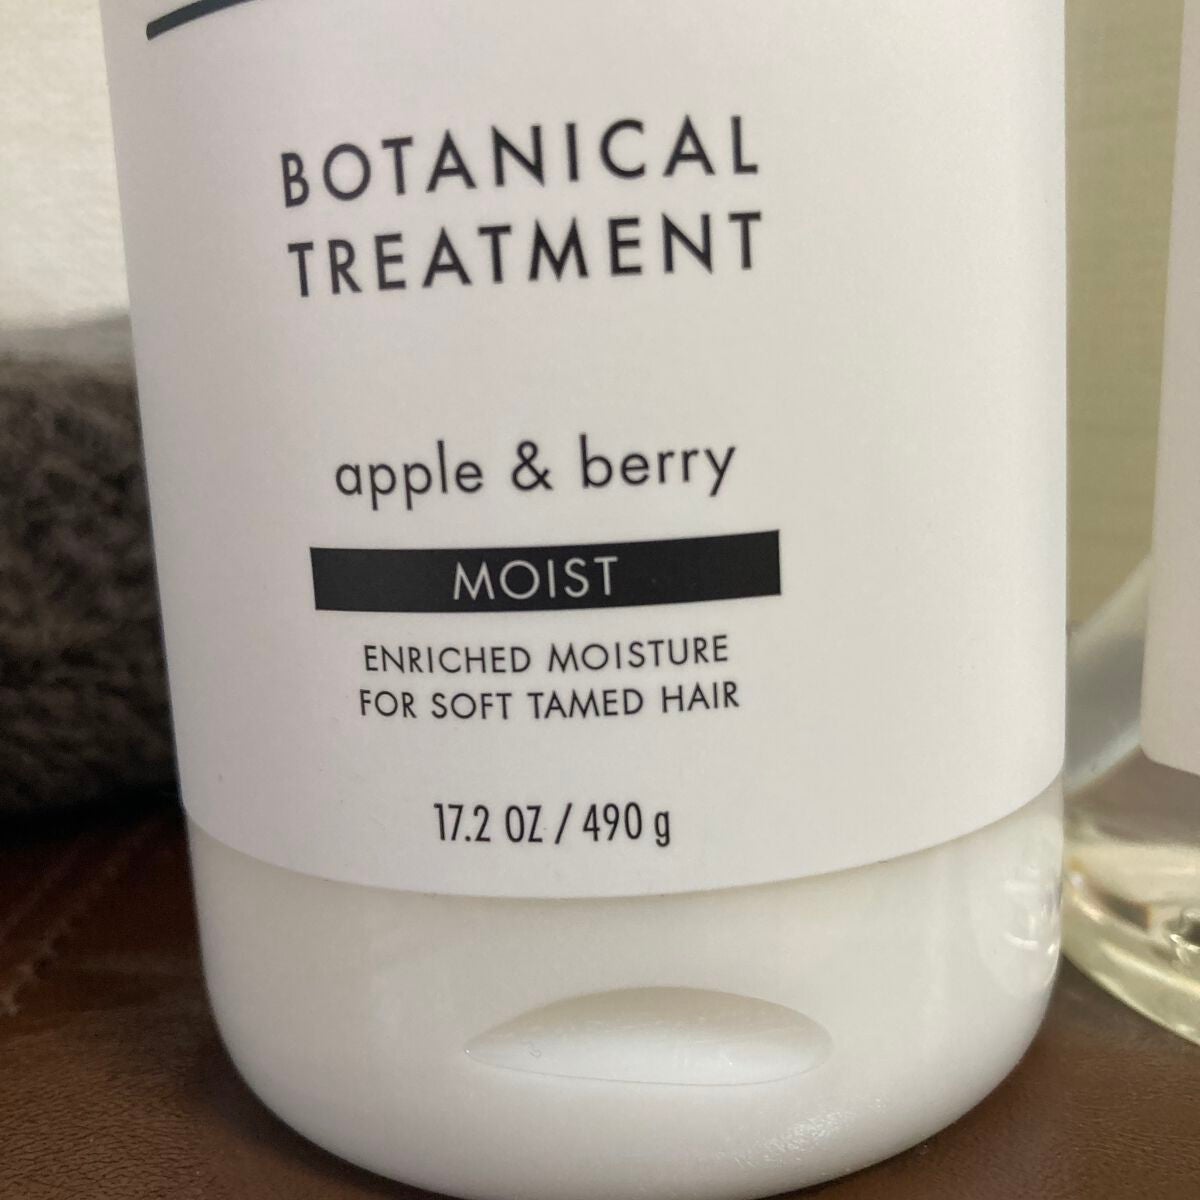 BOTANICAL
TREATMENT
apple & berry
MOIST
ENRICHED MOISTURE
FOR SOFT TAMED HAIR
17.2 OZ / 490 g